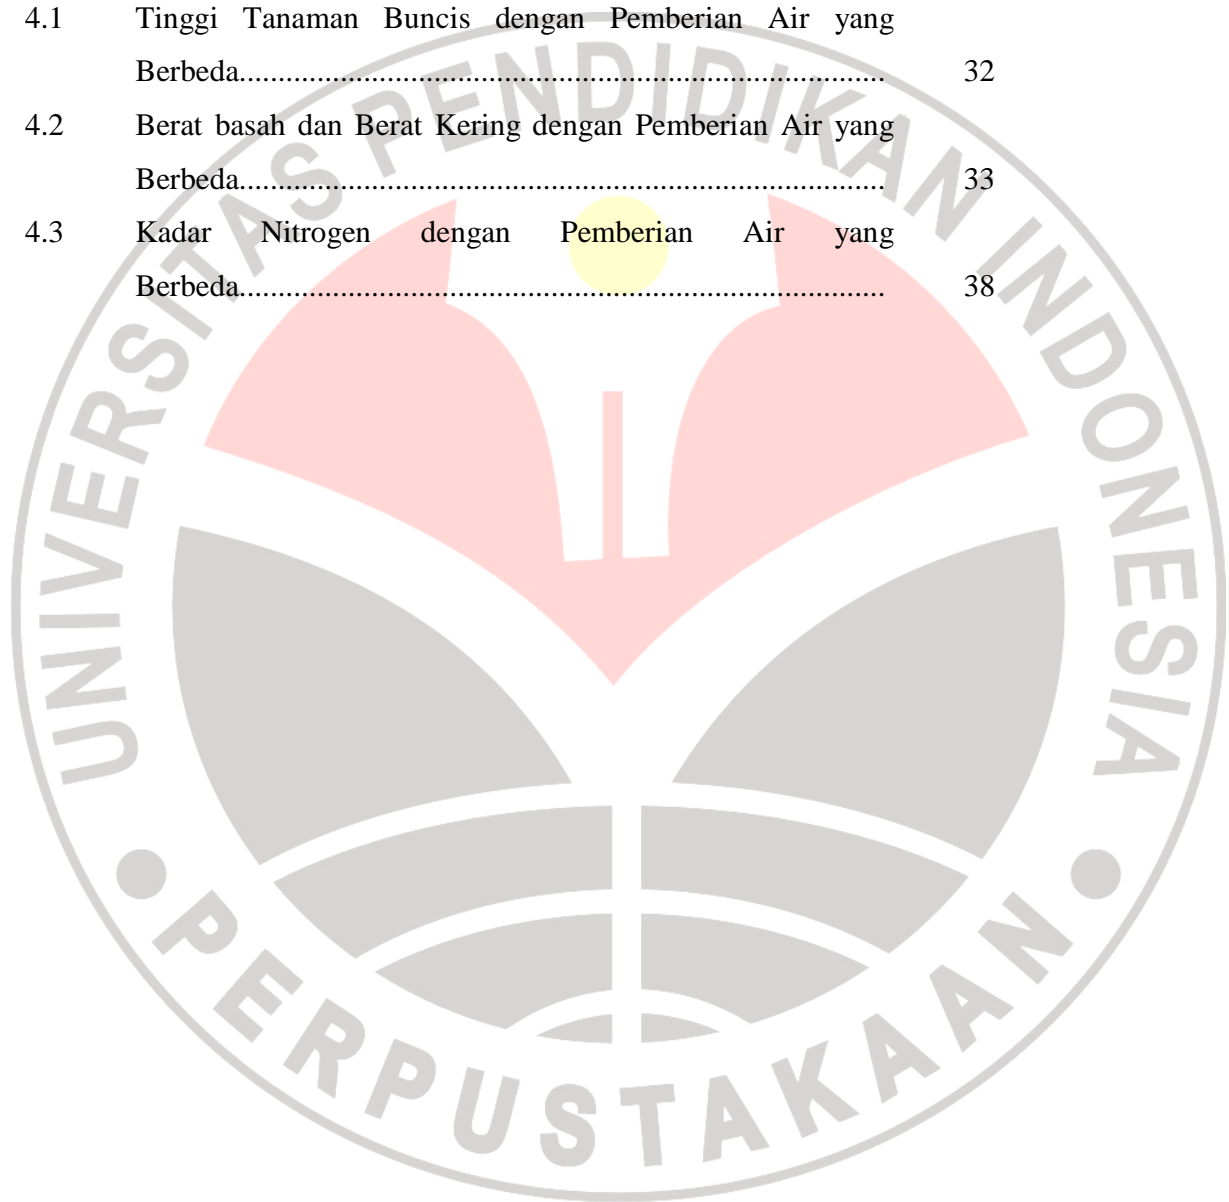 4.1 Tinggi Tanaman Buncis dengan Pemberian Air yang
Berbeda.................................................................................... 32
4.2 Berat basah dan Berat Kering dengan Pemberian Air yang
Berbeda.................................................................................... 33
4.3 Kadar Nitrogen dengan Pemberian Air yang
Berbeda.................................................................................... 38
UNIVERSITAS PENDIDIKAN INDONESIA
PERPUSTAKAAN